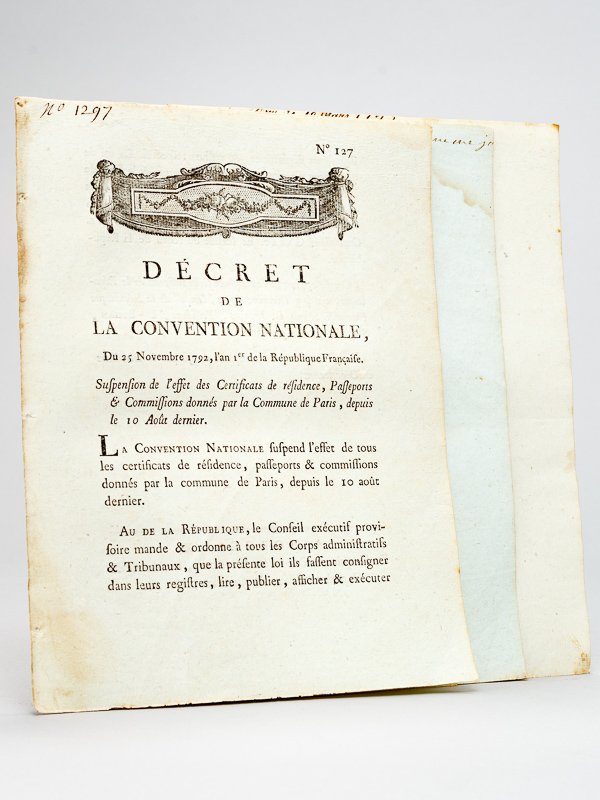 No 1297
N° 127
DÉCRET
DE
LA CONVENTION NATIONALE,
Du 25 Novembre 1792, l'an 1er de la République Françaiſe.
Suſpenſion de l'effet des Certificats de réſidence, Paſſeports
& Commiſſions donnés par la Commune de Paris, depuis
le 10 Août dernier.
LA CONVENTION NATIONALE ſuſpend l'effet de tous
les certificats de réſidence, paſſeports & commiſſions
donnés par la commune de Paris, depuis le 10 août
dernier.
AU DE LA RÉPUBLIQUE, le Conſeil exécutif provi-
ſoire mande & ordonne à tous les Corps adminiſtratifs
& Tribunaux, que la préſente loi ils faſſent conſigner
dans leurs regiſtres, lire, publier, afficher & exécuter